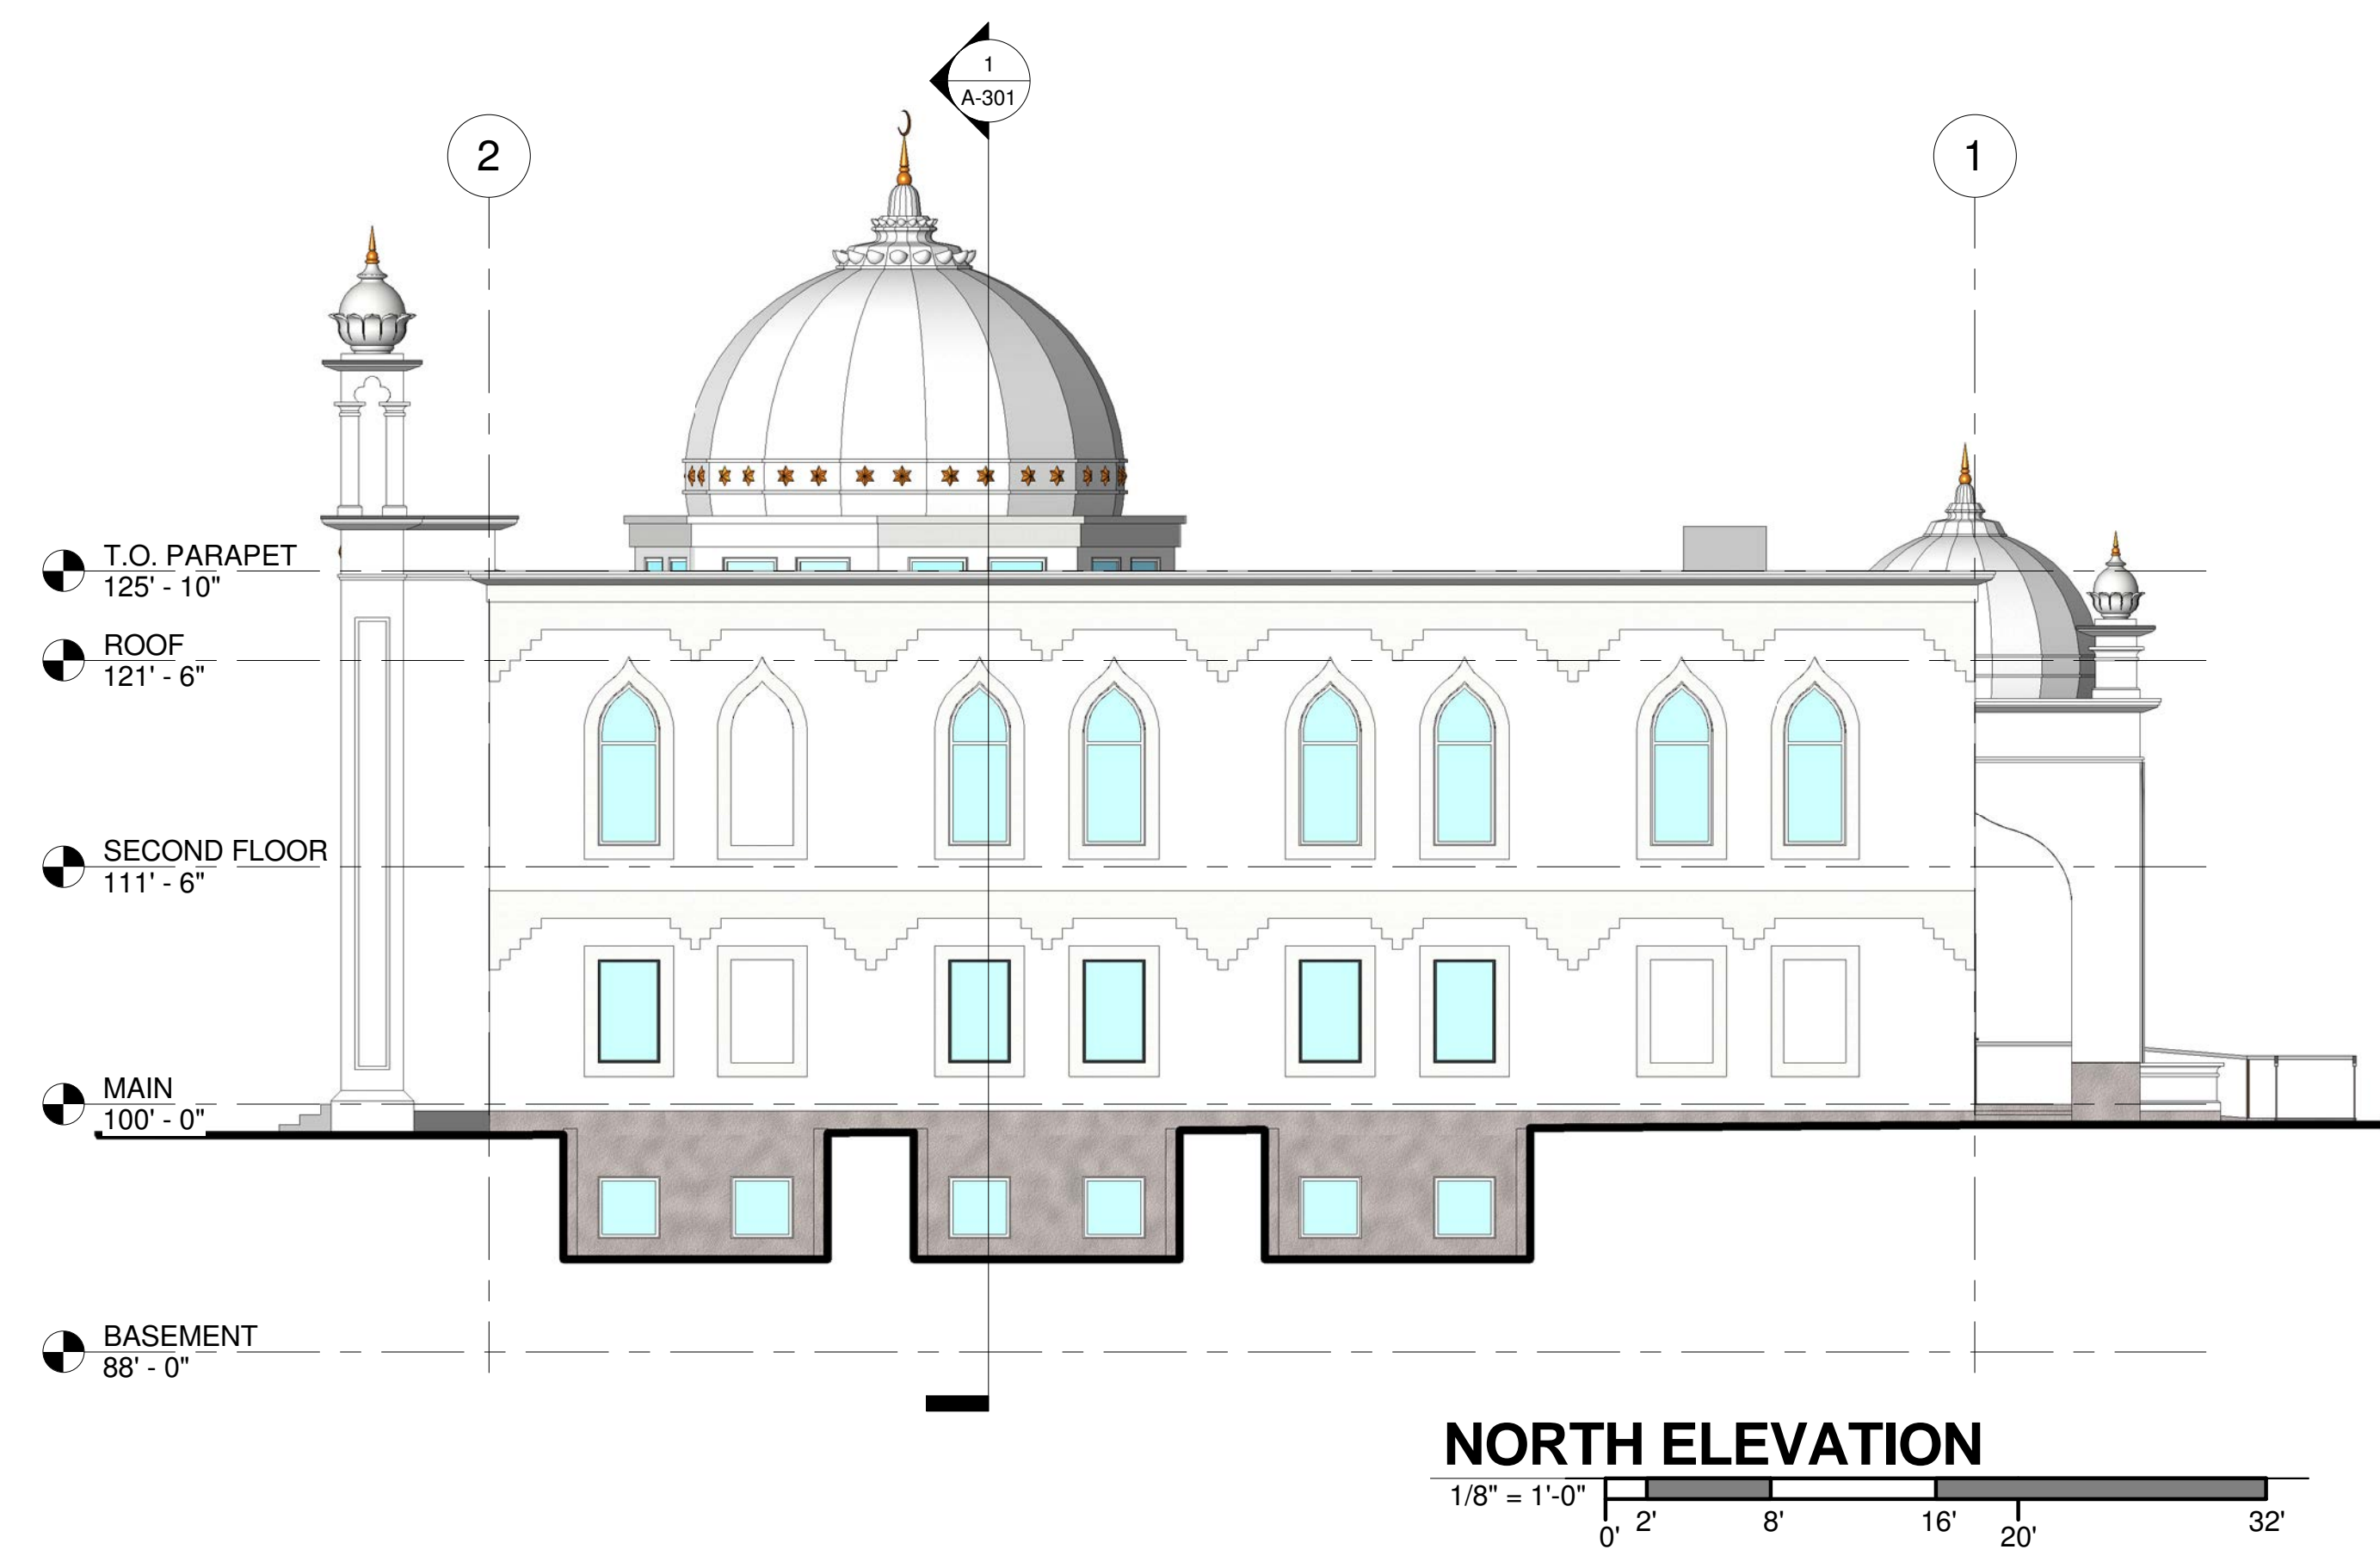 1
A-301
2
1
T.O. PARAPET
125' - 10"
ROOF
121' - 6"
SECOND FLOOR
111' - 6"
MAIN
100' - 0"
BASEMENT
88' - 0"
NORTH ELEVATION
1/8" = 1'-0"
0' 2' 8' 16' 20' 32'